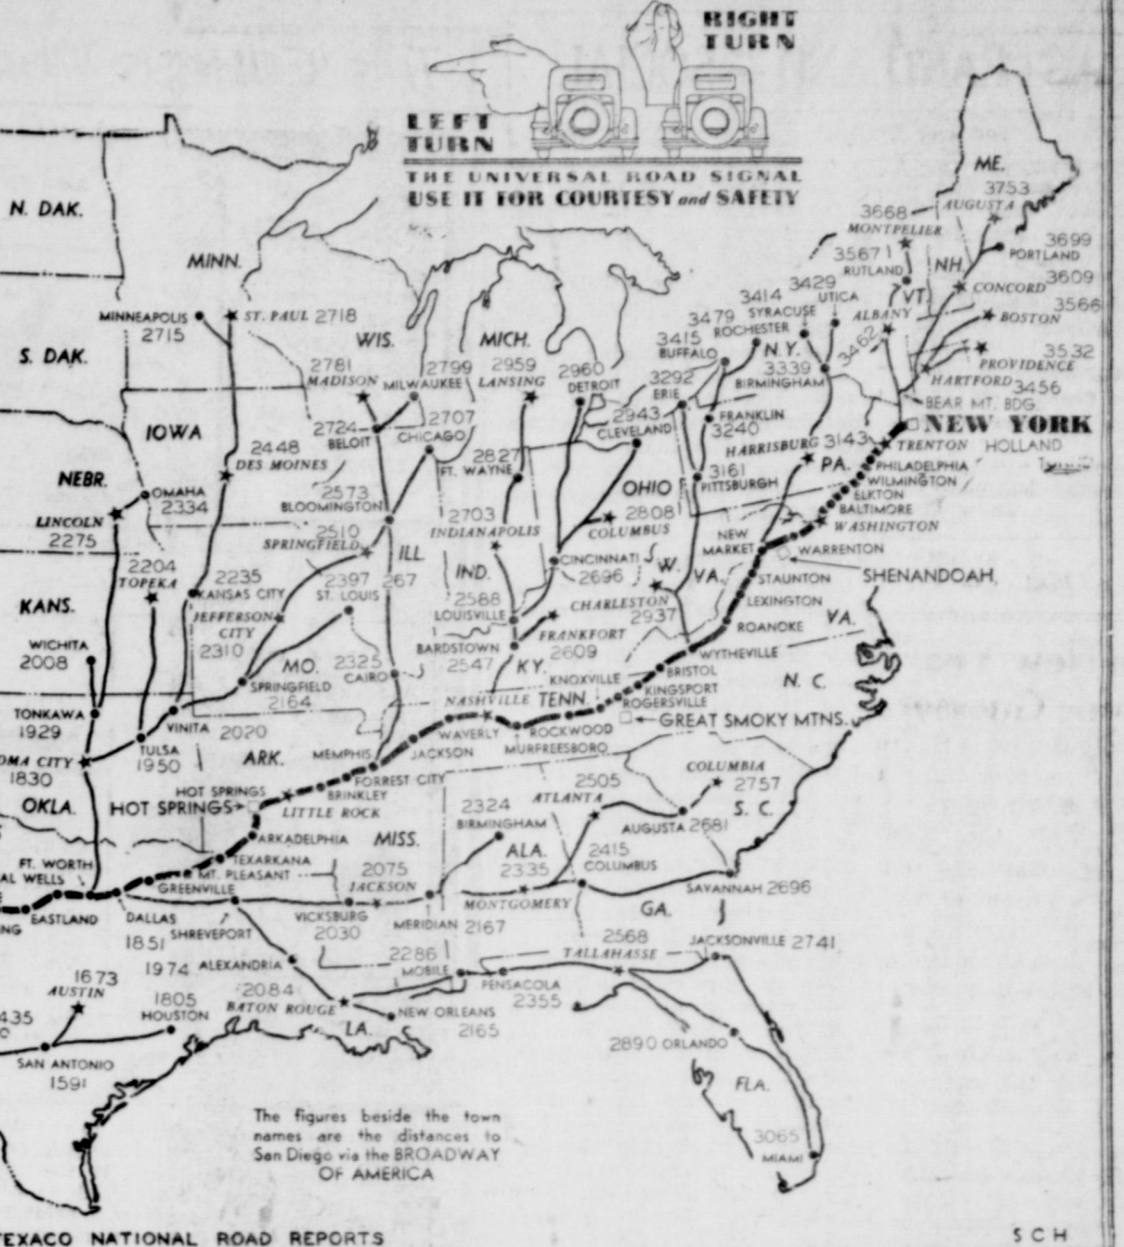 RIGHT
TURN
LEFT
TURN
THE UNIVERSAL ROAD SIGNAL
USE IT FOR COURTESY and SAFETY
N. DAK.
MINN.
S. DAK.
MINNEAPOLIS
2715
ST. PAUL 2718
WIS.
2781
MADISON
2799
MILWAUKEE
MICH.
2959
LANSING
2960
DETROIT
ME.
3753
AUGUSTA
3668
MONTPELIER
3699
PORTLAND
35671
RUTLAND
N.H.
3609
CONCORD
VT.
3429
UTICA
3414
SYRACUSE
3479
ROCHESTER
3415
BUFFALO
N.Y.
ALBANY
3462
3566
BOSTON
3532
PROVIDENCE
HARTFORD 3456
BEAR MT. BDG.
3339
BIRMINGHAM
3292
ERIE
FRANKLIN
3240
NEW YORK
HOLLAND
HARRISBURG 3143
TRENTON
PA.
PHILADELPHIA
WILMINGTON
ELKTON
BALTIMORE
WASHINGTON
IOWA
2724
BELOIT
2707
CHICAGO
2448
DES MOINES
2827
FT. WAYNE
2943
CLEVELAND
3161
PITTSBURGH
OHIO
2808
COLUMBUS
NEBR.
OMAHA
2334
LINCOLN
2275
2573
BLOOMINGTON
2510
SPRINGFIELD
ILL.
267
2703
INDIANAPOLIS
IND.
CINCINNATI
2696
NEW
MARKET
WARRENTON
SHENANDOAH,
W.
VA.
STAUNTON
LEXINGTON
ROANOKE
VA.
CHARLESTON
2937
WYTHEVILLE
2204
TOPEKA
2235
KANSAS CITY
2397
ST. LOUIS
JEFFERSON
CITY
2310
KANS.
WICHITA
2008
MO.
SPRINGFIELD
2164
2325
CAIRO
2588
LOUISVILLE
BARDSTOWN
2547
FRANKFORT
2609
KY.
KNOXVILLE
BRISTOL
KINGSPORT
ROGERSVILLE
N. C.
GREAT SMOKY MTNS.
NASHVILLE
TENN.
WAVERLY
ROCKWOOD
MURFREESBORO
JACKSON
MEMPHIS
TONKAWA
1929
VINITA
2020
TULSA
1950
OMA CITY
1830
OKLA.
ARK.
FORREST CITY
BRINKLEY
HOT SPRINGS
HOT SPRINGS
LITTLE ROCK
ARKADELPHIA
TEXARKANA
MT. PLEASANT
GREENVILLE
FT. WORTH
AL WELLS
EASTLAND
DALLAS
1851
ING
COLUMBIA
2757
2505
ATLANTA
AUGUSTA 2681
S. C.
2324
BIRMINGHAM
ALA.
2335
MONTGOMERY
2415
COLUMBUS
SAVANNAH 2696
GA.
MISS.
2075
JACKSON
VICKSBURG
2030
MERIDIAN 2167
SHREVEPORT
1974
ALEXANDRIA
2286
MOBILE
PENSACOLA
2355
2568
TALLAHASSE
JACKSONVILLE 2741
2084
BATON ROUGE
NEW ORLEANS
2165
LA.
1673
AUSTIN
1805
HOUSTON
435
O
SAN ANTONIO
1591
2890 ORLANDO
FLA.
3065
MIAMI
The figures beside the town
names are the distances to
San Diego via the BROADWAY
OF AMERICA
TEXACO NATIONAL ROAD REPORTS
SCH